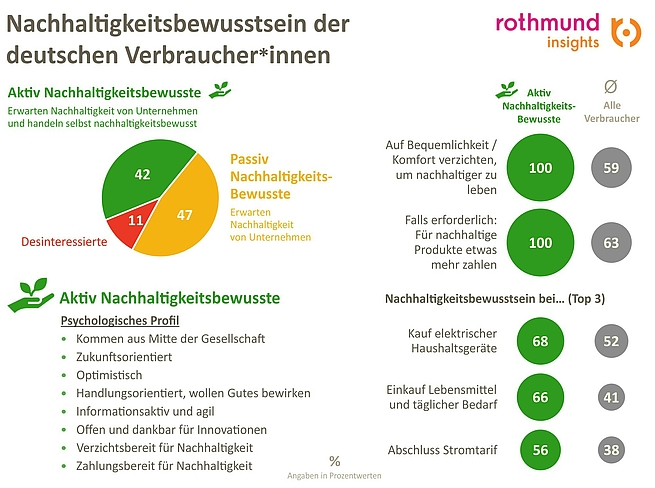 Nachhaltigkeitsbewusstsein der
deutschen Verbraucher*innen
rothmund
insights
Aktiv Nachhaltigkeitsbewusste
Erwarten Nachhaltigkeit von Unternehmen
und handeln selbst nachhaltigkeitsbewusst
42
47
11
Passiv
Nachhaltigkeits-
Bewusste
Erwarten
Nachhaltigkeit
von Unternehmen
Desinteressierte
Aktiv Nachhaltigkeitsbewusste
Psychologisches Profil
• Kommen aus Mitte der Gesellschaft
• Zukunftsorientiert
• Optimistisch
• Handlungsorientiert, wollen Gutes bewirken
• Informationsaktiv und agil
• Offen und dankbar für Innovationen
• Verzichtsbereit für Nachhaltigkeit
• Zahlungsbereit für Nachhaltigkeit
%
Angaben in Prozentwerten
Aktiv
Nachhaltigkeits-
Bewusste
Ø
Alle
Verbraucher
Auf Bequemlichkeit /
Komfort verzichten,
um nachhaltiger zu
leben
100
59
Falls erforderlich:
Für nachhaltige
Produkte etwas
mehr zahlen
100
63
Nachhaltigkeitsbewusstsein bei… (Top 3)
Kauf elektrischer
Haushaltsgeräte
68
52
Einkauf Lebensmittel
und täglicher Bedarf
66
41
Abschluss Stromtarif
56
38